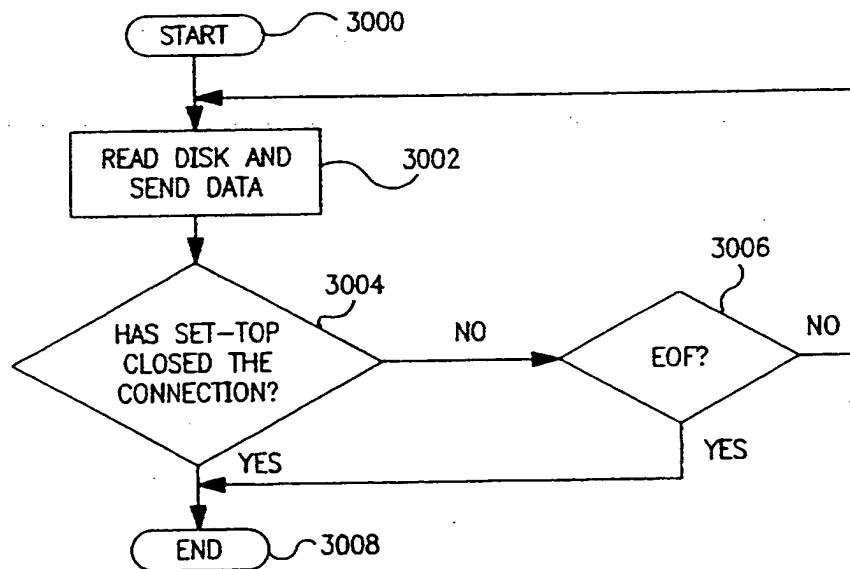 START
3000
READ DISK AND
SEND DATA
3002
HAS SET-TOP
CLOSED THE
CONNECTION?
3004
NO
EOF?
3006
NO
YES
YES
END
3008